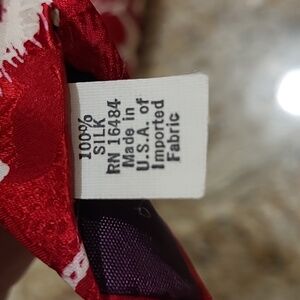 100%
SILK
RN 16484
Made in
U.S.A. of
Imported
Fabric